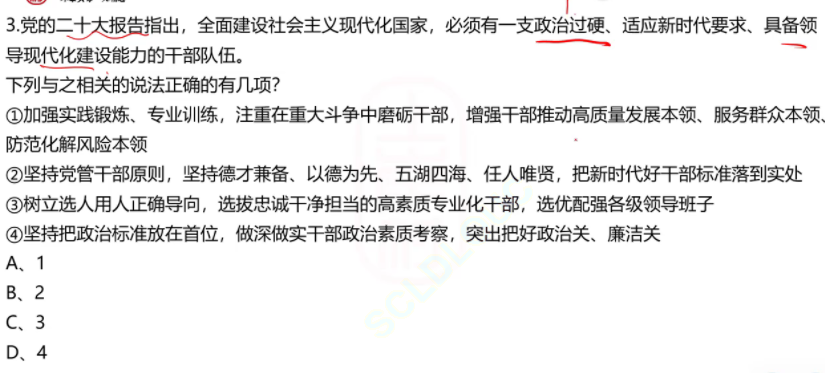 3.党的二十大报告指出，全面建设社会主义现代化国家，必须有一支政治过硬、适应新时代要求、具备领
导现代化建设能力的干部队伍。
下列与之相关的说法正确的有几项？
①加强实践锻炼、专业训练，注重在重大斗争中磨砺干部，增强干部推动高质量发展本领、服务群众本领、
防范化解风险本领
②坚持党管干部原则，坚持德才兼备、以德为先、五湖四海、任人唯贤，把新时代好干部标准落到实处
③树立选人用人正确导向，选拔忠诚干净担当的高素质专业化干部，选优配强各级领导班子
④坚持把政治标准放在首位，做深做实干部政治素质考察，突出把好政治关、廉洁关
A、1
B、2
C、3
D、4